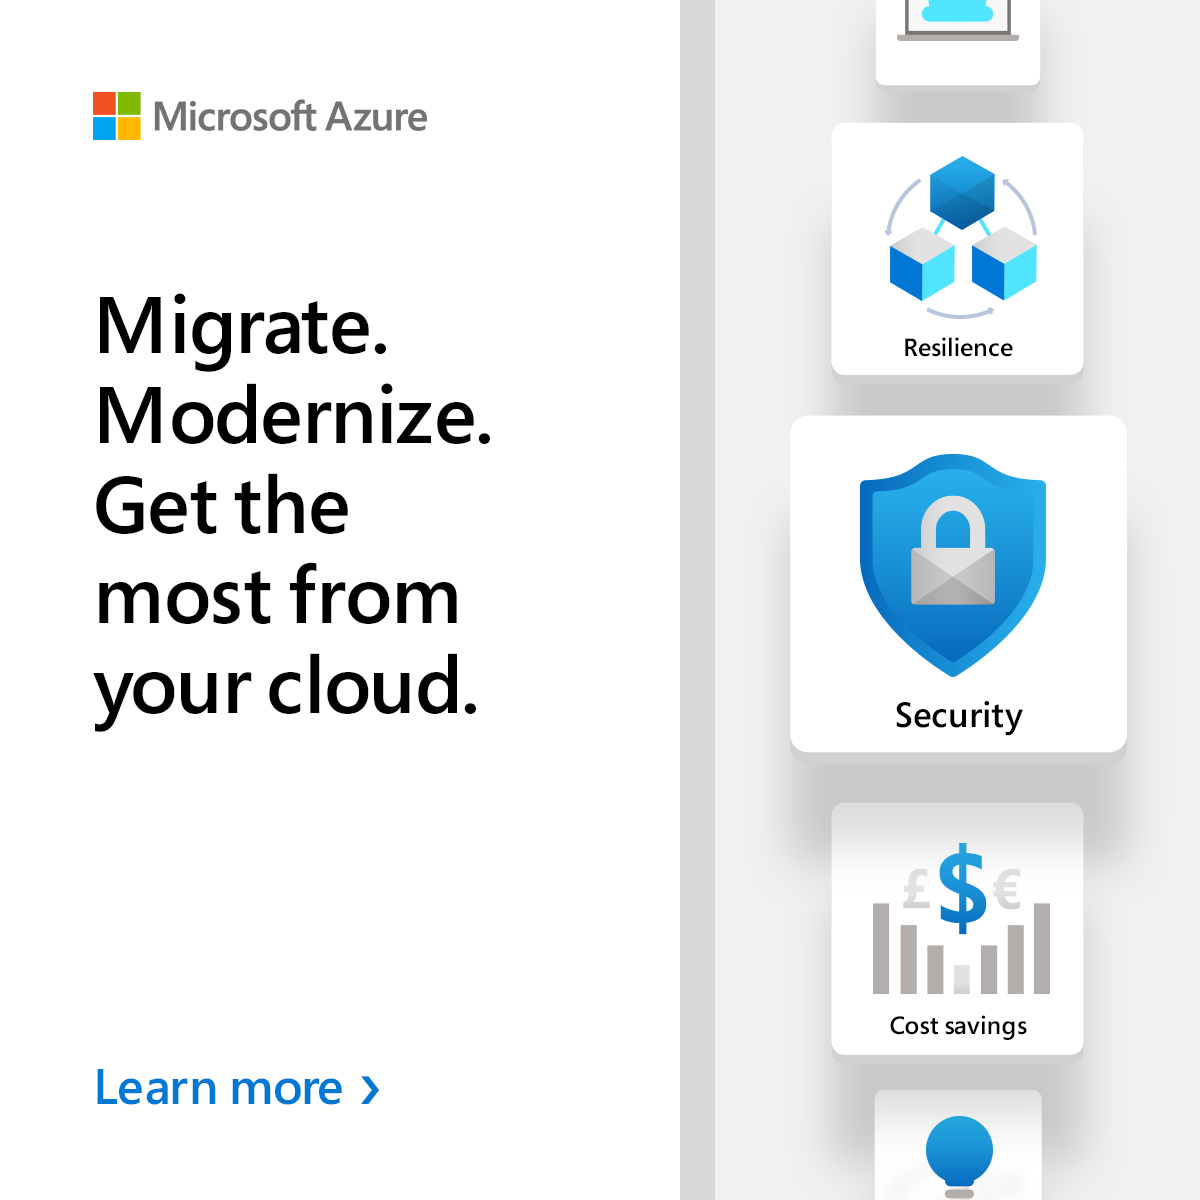 Microsoft Azure
Migrate.
Modernize.
Get the
most from
your cloud.
Learn more ❯
Resilience
Security
£ $ €
Cost savings